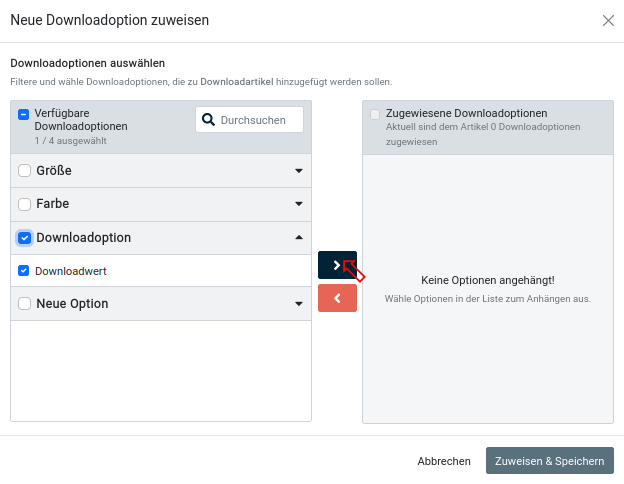 Neue Downloadoption zuweisen
Downloadoptionen auswählen
Filtere und wähle Downloadoptionen, die zu Downloadartikel hinzugefügt werden sollen.
Verfügbare
Downloadoptionen
1 / 4 ausgewählt
Durchsuchen
Größe
Farbe
Downloadoption
Downloadwert
Neue Option
Zugewiesene Downloadoptionen
Aktuell sind dem Artikel 0 Downloadoptionen
zugewiesen
Keine Optionen angehängt!
Wähle Optionen in der Liste zum Anhängen aus.
Abbrechen
Zuweisen & Speichern